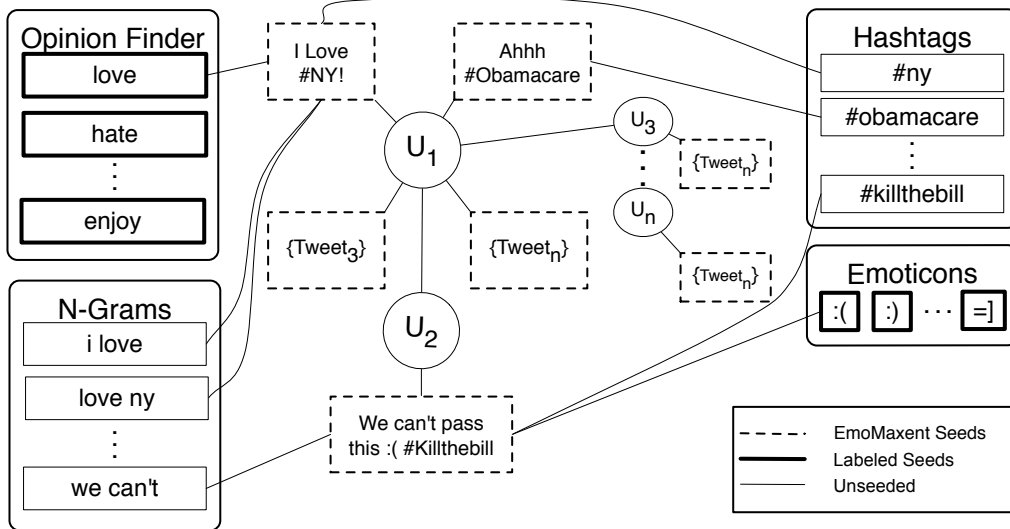 Opinion Finder
love
hate
⋮
enjoy
N-Grams
i love
love ny
⋮
we can't
I Love
#NY!
Ahhh
#Obamacare
U1
U3
{Tweetn}
Un
{Tweetn}
{Tweet3}
{Tweetn}
U2
We can't pass
this :( #Killthebill
Hashtags
#ny
#obamacare
⋮
#killthebill
Emoticons
:( :) ··· =]
EmoMaxent Seeds
Labeled Seeds
Unseeded